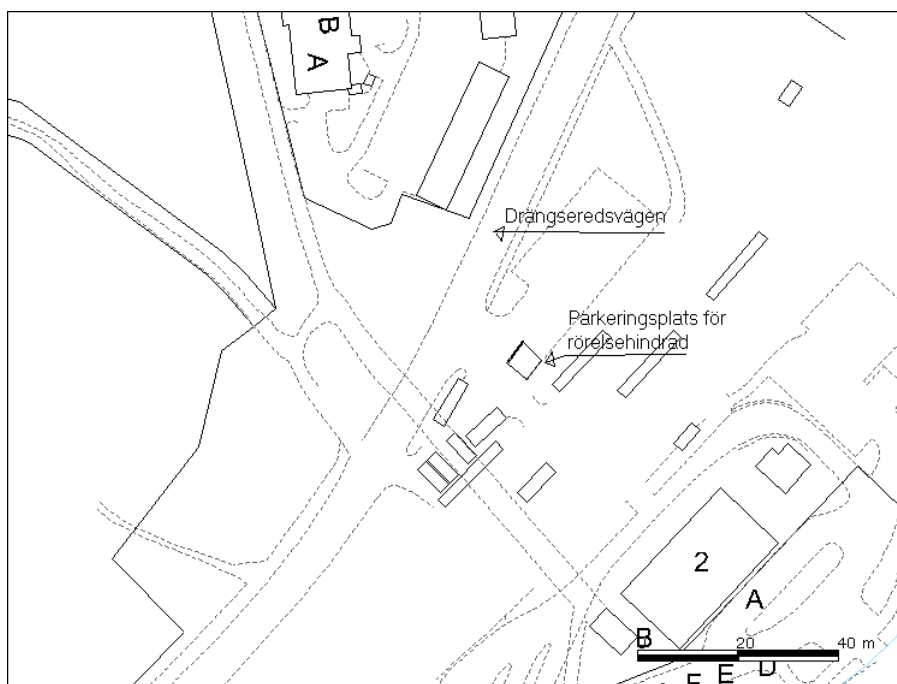 B
A
Drängseredsvägen
Parkeringsplats för
rörelsehindrad
2
A
B
20
40 m
D
E